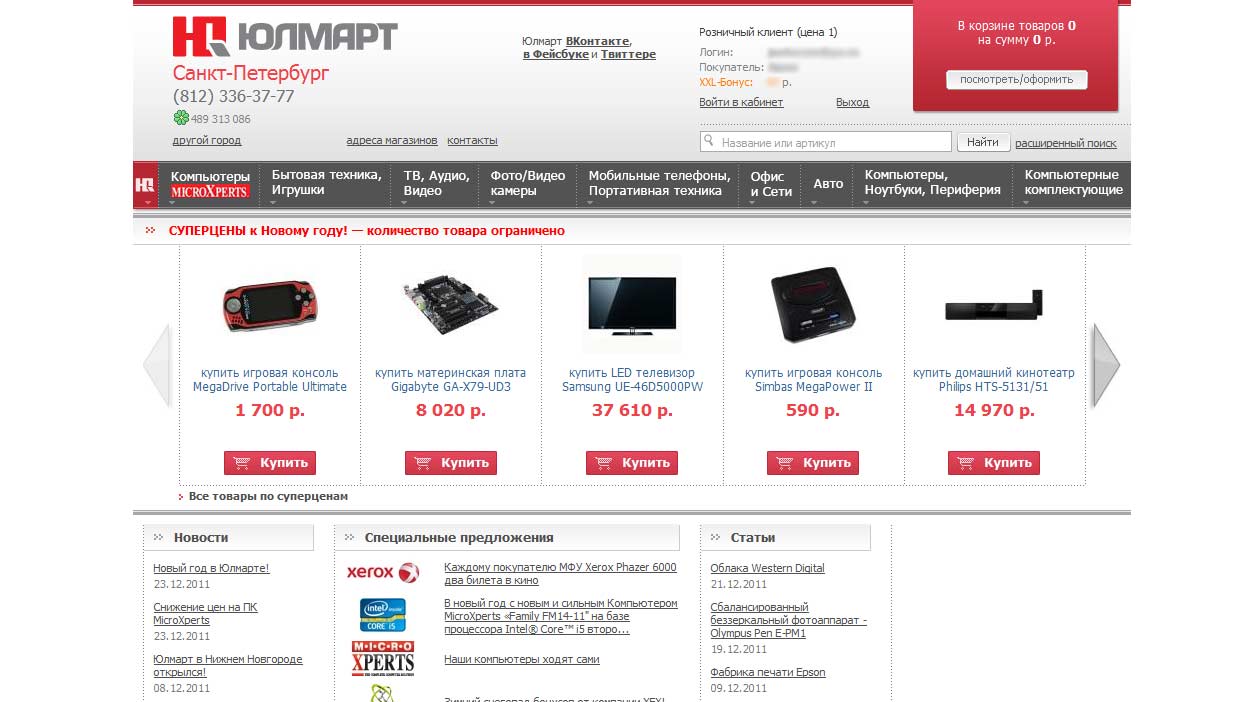 ЮЛМАРТ
Санкт-Петербург
(812) 336-37-77
489 313 086
другой город
адреса магазинов контакты
Юлмарт ВКонтакте,
в Фейсбуке и Твиттере
Розничный клиент (цена 1)
Логин:
Покупатель:
XXL-Бонус: р.
Войти в кабинет Выход
В корзине товаров 0
на сумму 0 р.
посмотреть/оформить
Название или артикул
Найти
расширенный поиск
Компьютеры
MICROXPERTS
Бытовая техника,
Игрушки
ТВ, Аудио,
Видео
Фото/Видео
камеры
Мобильные телефоны,
Портативная техника
Офис
и Сети
Авто
Компьютеры,
Ноутбуки, Периферия
Компьютерные
комплектующие
СУПЕРЦЕНЫ к Новому году! — количество товара ограничено
купить игровая консоль
MegaDrive Portable Ultimate
1 700 р.
Купить
купить материнская плата
Gigabyte GA-X79-UD3
8 020 р.
Купить
купить LED телевизор
Samsung UE-46D5000PW
37 610 р.
Купить
купить игровая консоль
Simbas MegaPower II
590 р.
Купить
купить домашний кинотеатр
Philips HTS-5131/51
14 970 р.
Купить
Все товары по суперценам
Новости
Новый год в Юлмарте!
23.12.2011
Снижение цен на ПК
MicroXperts
23.12.2011
Юлмарт в Нижнем Новгороде
открылся!
08.12.2011
Специальные предложения
xerox
Каждому покупателю МФУ Xerox Phazer 6000
два билета в кино
intel inside
CORE i5
В новый год с новым и сильным Компьютером
MicroXperts «Family FM14-11" на базе
процессора Intel® Core™ i5 второ...
MICRO
XPERTS
Наши компьютеры ходят сами
Зимний снегопад бонусов от компании XFX!
Статьи
Облака Western Digital
21.12.2011
Сбалансированный
беззеркальный фотоаппарат -
Olympus Pen E-PM1
19.12.2011
Фабрика печати Epson
09.12.2011